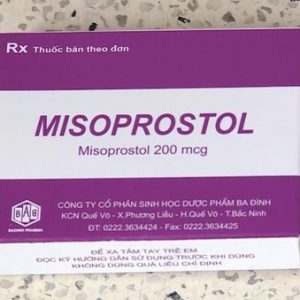 Rx Thuốc bán theo đơn
MISOPROSTOL
Misoprostol 200 mcg
BAB
BADINH PHARMA
CÔNG TY CỔ PHẦN SINH HỌC DƯỢC PHẨM BA ĐÌNH
KCN Quế Võ - X.Phương Liễu - H.Quế Võ - T.Bắc Ninh
ĐT: 0222.3634424 - Fax: 0222.3634425
ĐỂ XA TẦM TAY TRẺ EM
ĐỌC KỸ HƯỚNG DẪN SỬ DỤNG TRƯỚC KHI DÙNG
KHÔNG DÙNG QUÁ LIỀU CHỈ ĐỊNH